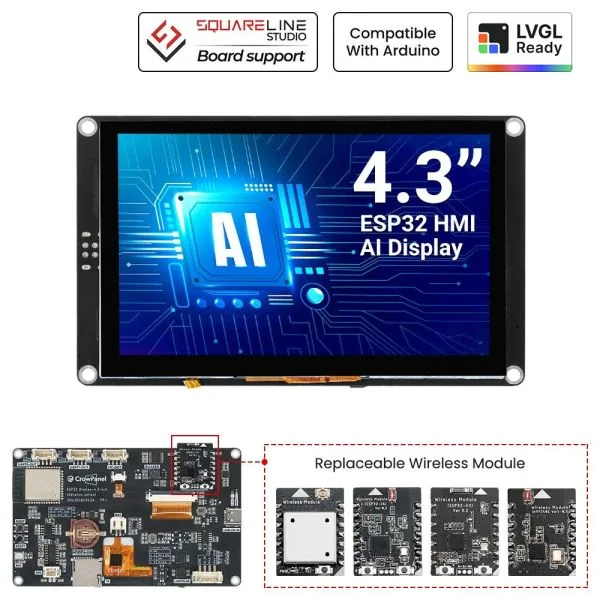 SQUARELINE
STUDIO
Board support
Compatible
With Arduino
LVGL
Ready
4.3”
ESP32 HMI
AI Display
AI
CrowPanel
Replaceable Wireless Module
Wireless Module
Wireless Module
Wireless Module
Wireless Module